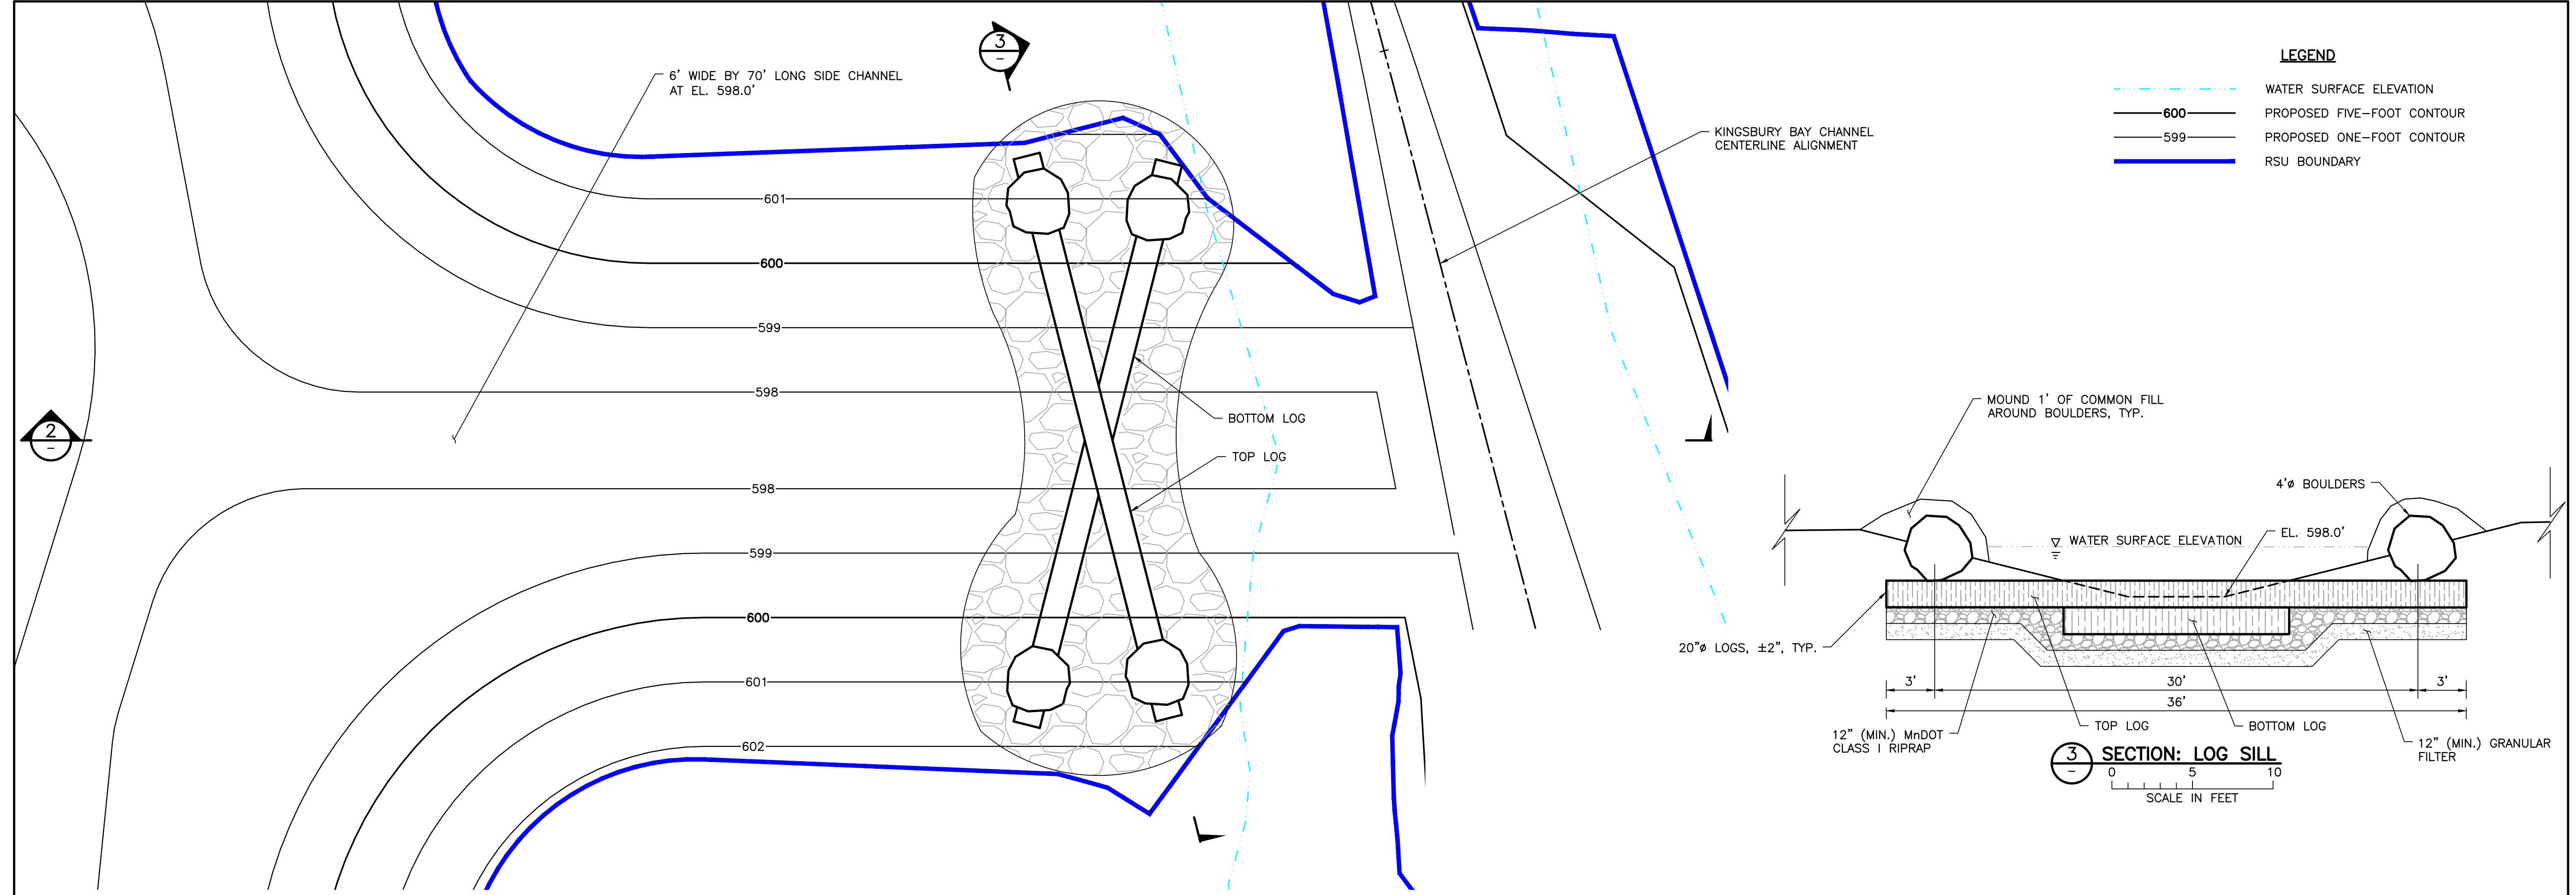 3
-
6' WIDE BY 70' LONG SIDE CHANNEL
AT EL. 598.0'
601
600
599
598
2
-
598
599
600
601
602
BOTTOM LOG
TOP LOG
KINGSBURY BAY CHANNEL
CENTERLINE ALIGNMENT
LEGEND
WATER SURFACE ELEVATION
600 PROPOSED FIVE-FOOT CONTOUR
599 PROPOSED ONE-FOOT CONTOUR
RSU BOUNDARY
MOUND 1' OF COMMON FILL
AROUND BOULDERS, TYP.
4'ø BOULDERS
WATER SURFACE ELEVATION
EL. 598.0'
20"ø LOGS, ±2", TYP.
3' 30' 3'
36'
TOP LOG
BOTTOM LOG
12" (MIN.) MnDOT
CLASS I RIPRAP
12" (MIN.) GRANULAR
FILTER
3
-
SECTION: LOG SILL
0 5 10
SCALE IN FEET